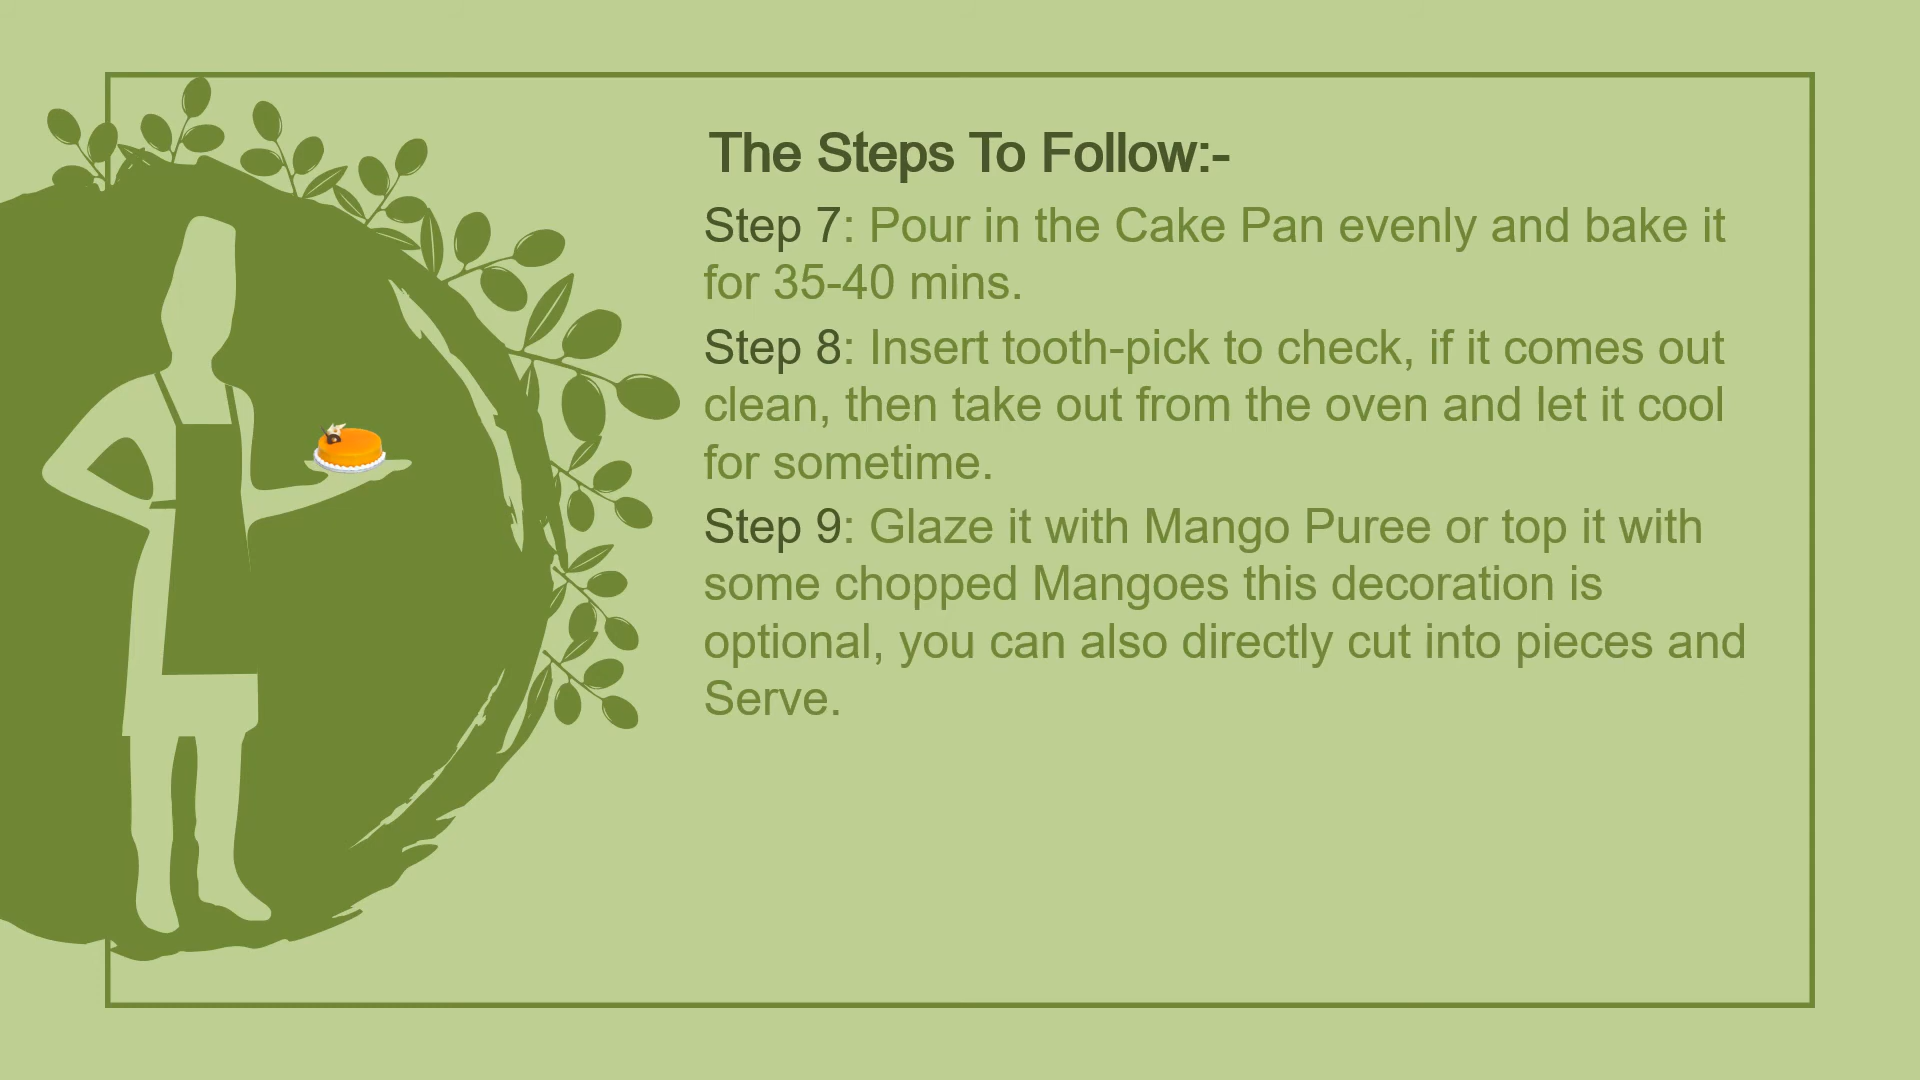 The Steps To Follow:-
Step 7: Pour in the Cake Pan evenly and bake it
for 35-40 mins.
Step 8: Insert tooth-pick to check, if it comes out
clean, then take out from the oven and let it cool
for sometime.
Step 9: Glaze it with Mango Puree or top it with
some chopped Mangoes this decoration is
optional, you can also directly cut into pieces and
Serve.